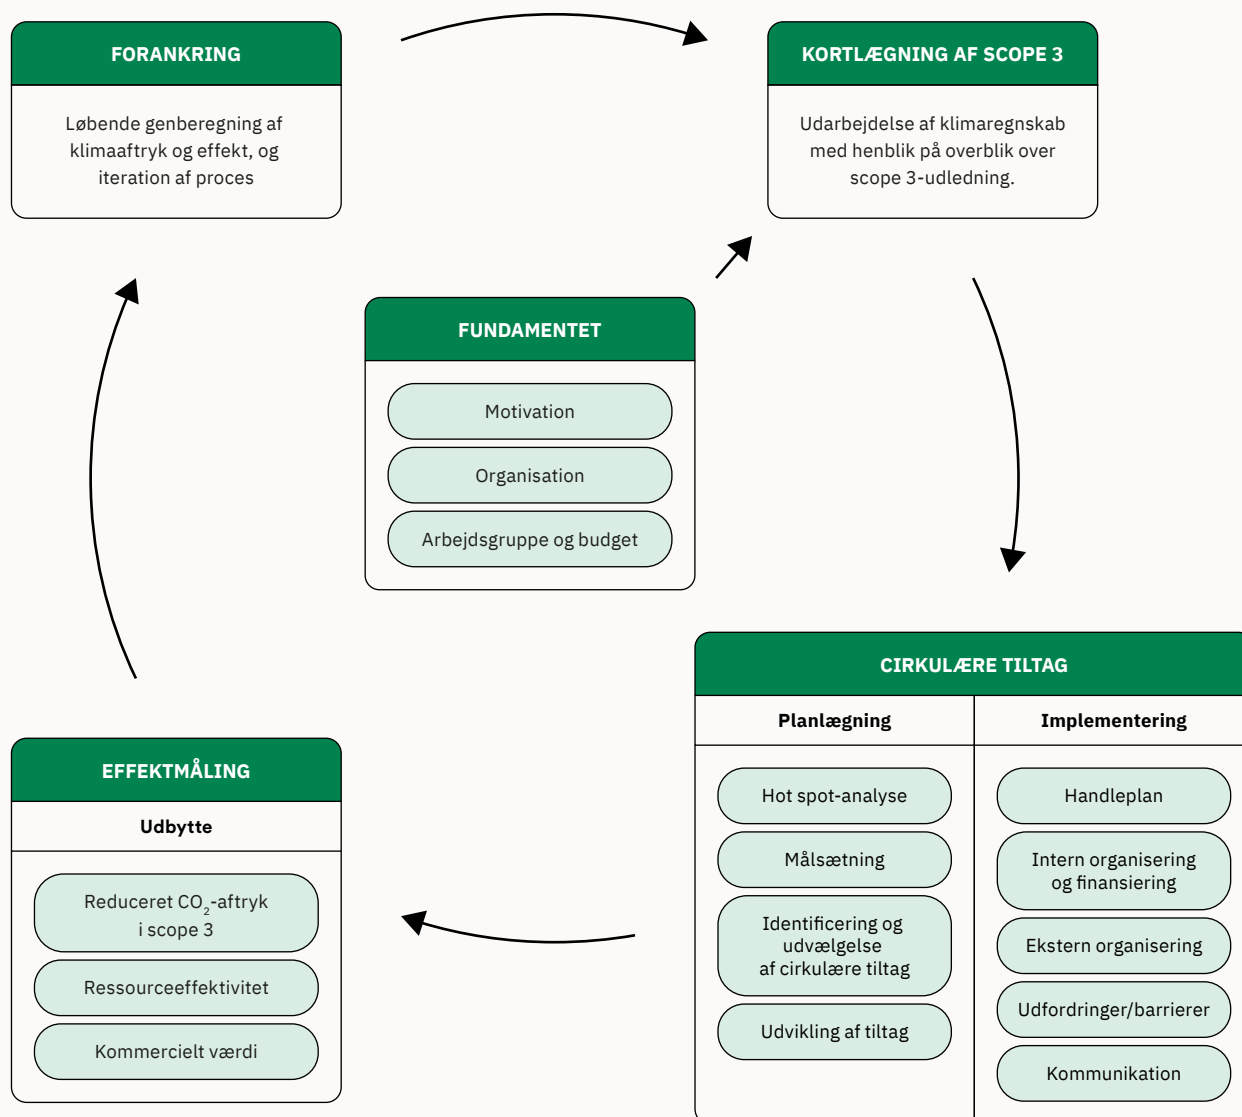 FORANKRING
Løbende genberegning af
klimaaftryk og effekt, og
iteration af proces
KORTLÆGNING AF SCOPE 3
Udarbejdelse af klimaregnskab
med henblik på overblik over
scope 3-udledning.
FUNDAMENTET
Motivation
Organisation
Arbejdsgruppe og budget
CIRKULÆRE TILTAG
Planlægning
Hot spot-analyse
Målsætning
Identificering og
udvælgelse
af cirkulære tiltag
Udvikling af tiltag
Implementering
Handleplan
Intern organisering
og finansiering
Ekstern organisering
Udfordringer/barrierer
Kommunikation
EFFEKTMÅLING
Udbytte
Reduceret CO₂-aftryk
i scope 3
Ressourceeffektivitet
Kommercielt værdi